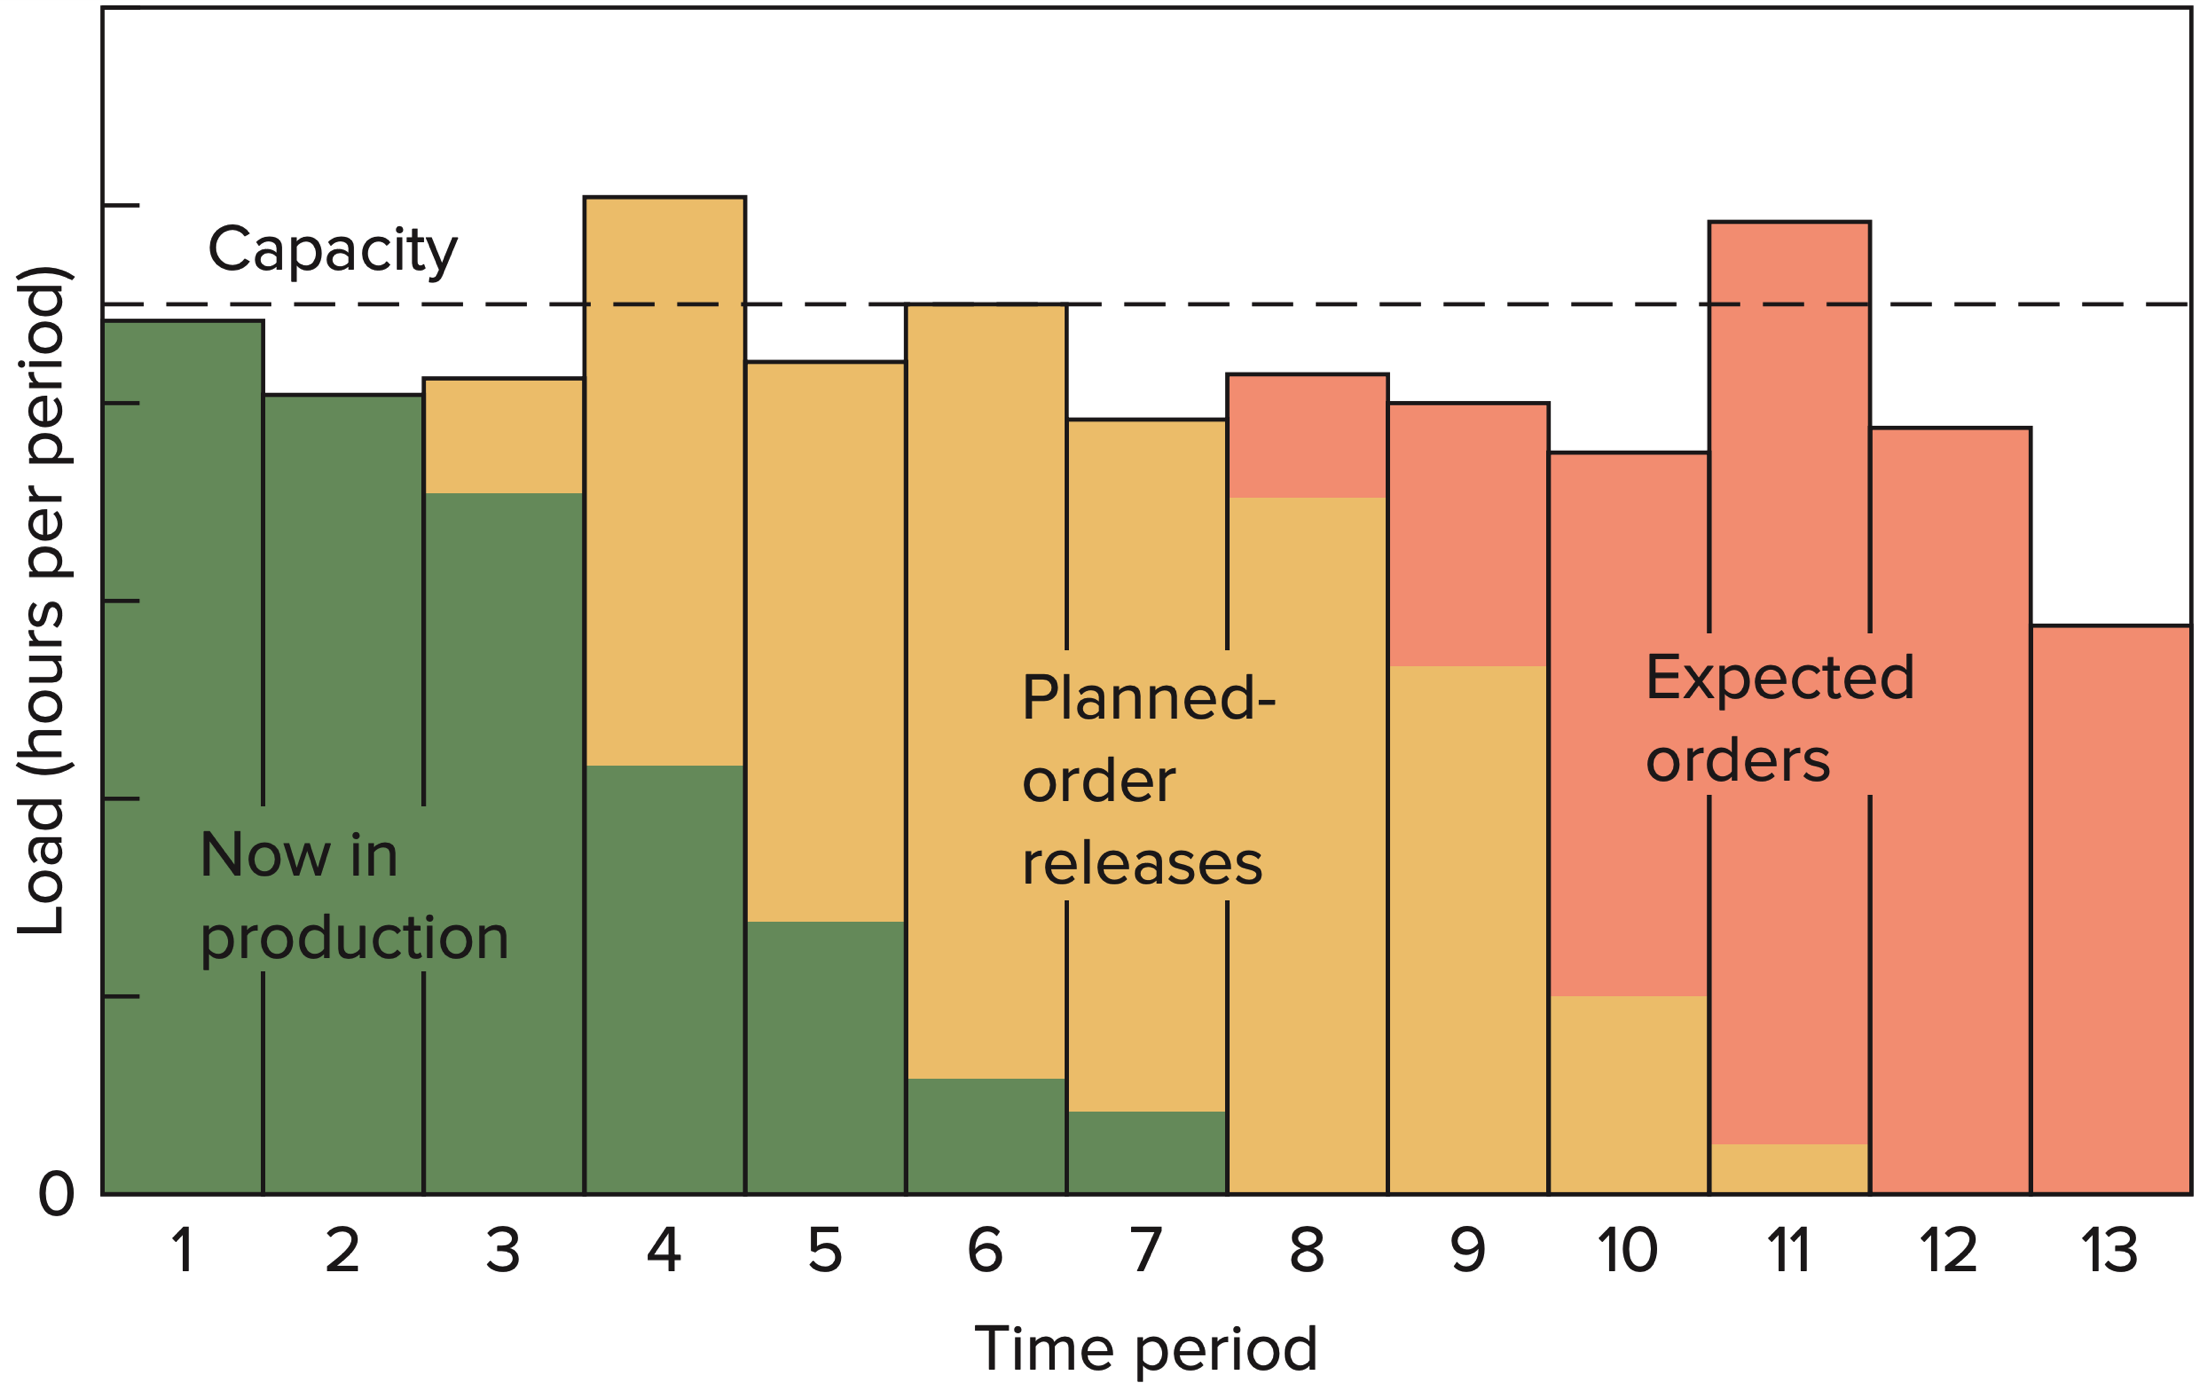 Capacity
Load (hours per period)
Now in
production
Planned-
order
releases
Expected
orders
0
1 2 3 4 5 6 7 8 9 10 11 12 13
Time period